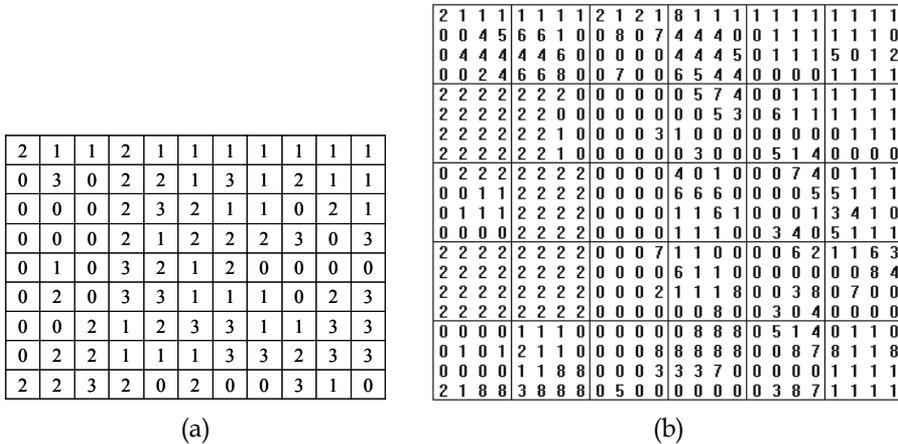 2 1 1 2 1 1 1 1 1 1 1
0 3 0 2 2 1 3 1 2 1 1
0 0 0 2 3 2 1 1 0 2 1
0 0 0 2 1 2 2 2 3 0 3
0 1 0 3 2 1 2 0 0 0 0
0 2 0 3 3 1 1 1 0 2 3
0 0 2 1 2 3 3 1 1 3 3
0 2 2 1 1 1 3 3 2 3 3
2 2 3 2 0 2 0 0 3 1 0
(a)
2 1 1 1 1 1 1 1 2 1 2 1 8 1 1 1 1 1 1 1 1 1 1 1
0 0 4 5 6 6 1 0 0 8 0 7 4 4 4 0 0 1 1 1 1 1 1 0
0 4 4 4 4 4 6 0 0 0 0 0 4 4 4 5 0 1 1 1 5 0 1 2
0 0 2 4 6 6 8 0 0 7 0 0 6 5 4 4 0 0 0 0 1 1 1 1
2 2 2 2 2 2 2 0 0 0 0 0 0 5 7 4 0 0 1 1 1 1 1 1
2 2 2 2 2 2 0 0 0 0 0 0 0 0 5 3 0 6 1 1 1 1 1 1
2 2 2 2 2 2 1 0 0 0 0 3 1 0 0 0 0 0 0 0 0 1 1 1
2 2 2 2 2 2 1 0 0 0 0 0 0 3 0 0 0 5 1 4 0 0 0 0
0 2 2 2 2 2 2 2 0 0 0 0 4 0 1 0 0 0 7 4 0 1 1 1
0 0 1 1 2 2 2 2 0 0 0 0 6 6 6 0 0 0 0 5 5 1 1 1
0 1 1 1 2 2 2 2 0 0 0 0 1 1 6 1 0 0 0 1 3 4 1 0
0 0 0 0 2 2 2 2 0 0 0 0 1 1 1 0 0 3 4 0 5 1 1 1
2 2 2 2 2 2 2 2 0 0 0 7 1 1 0 0 0 0 6 2 1 1 6 3
2 2 2 2 2 2 2 2 0 0 0 0 6 1 1 0 0 0 0 0 0 0 8 4
2 2 2 2 2 2 2 2 0 0 0 2 1 1 1 8 0 0 3 8 0 7 0 0
2 2 2 2 2 2 2 2 0 0 0 0 0 0 8 0 0 3 0 4 0 0 0 0
0 0 0 0 1 1 1 0 0 0 0 0 0 8 8 8 0 5 1 4 0 1 1 0
0 1 0 1 2 1 1 0 0 0 0 8 8 8 8 8 0 0 8 7 8 1 1 8
0 0 0 0 1 1 8 8 0 0 0 3 3 3 7 0 0 0 0 0 1 1 1 1
2 1 8 8 3 8 8 8 0 5 0 0 0 0 0 0 0 3 8 7 1 1 1 1
(b)